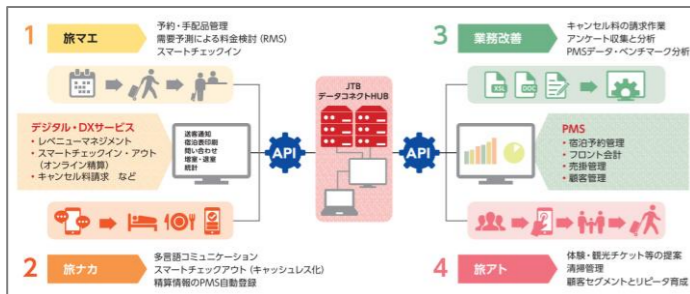 1
旅マエ
予約・手配品管理
需要予測による料金検討（RMS）
スマートチェックイン
デジタル・DXサービス
• レベニューマネジメント
• スマートチェックイン・アウト
（オンライン精算）
• キャンセル料請求 など
送客通知
宿泊表印刷
問い合わせ
増室・返室
統計
API
JTB
データコネクトHUB
API
2
旅ナカ
多言語コミュニケーション
スマートチェックアウト（キャッシュレス化）
精算情報のPMS自動登録
3
業務改善
キャンセル料の請求作業
アンケート収集と分析
PMSデータ・ベンチマーク分析
XSL
DOC
PMS
• 宿泊予約管理
• フロント会計
• 売掛管理
• 顧客管理
4
旅アト
体験・観光チケット等の提案
清掃管理
顧客セグメントとリピータ育成